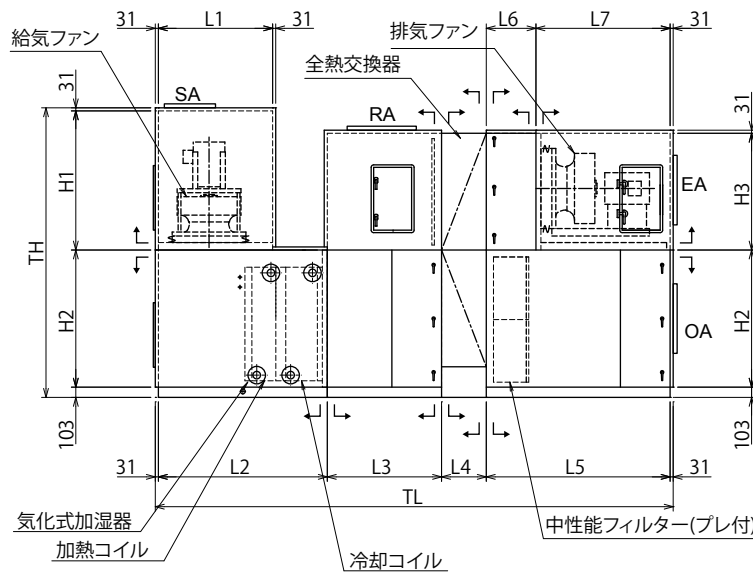 31 L1 31 L6 L7 31
給気ファン
排気ファン
全熱交換器
SA
RA
EA
OA
31
H1
TH
H2
103
31
H3
H2
103
31 L2 L3 L4 L5 31
TL
気化式加湿器
加熱コイル
冷却コイル
中性能フィルター(プレ付)